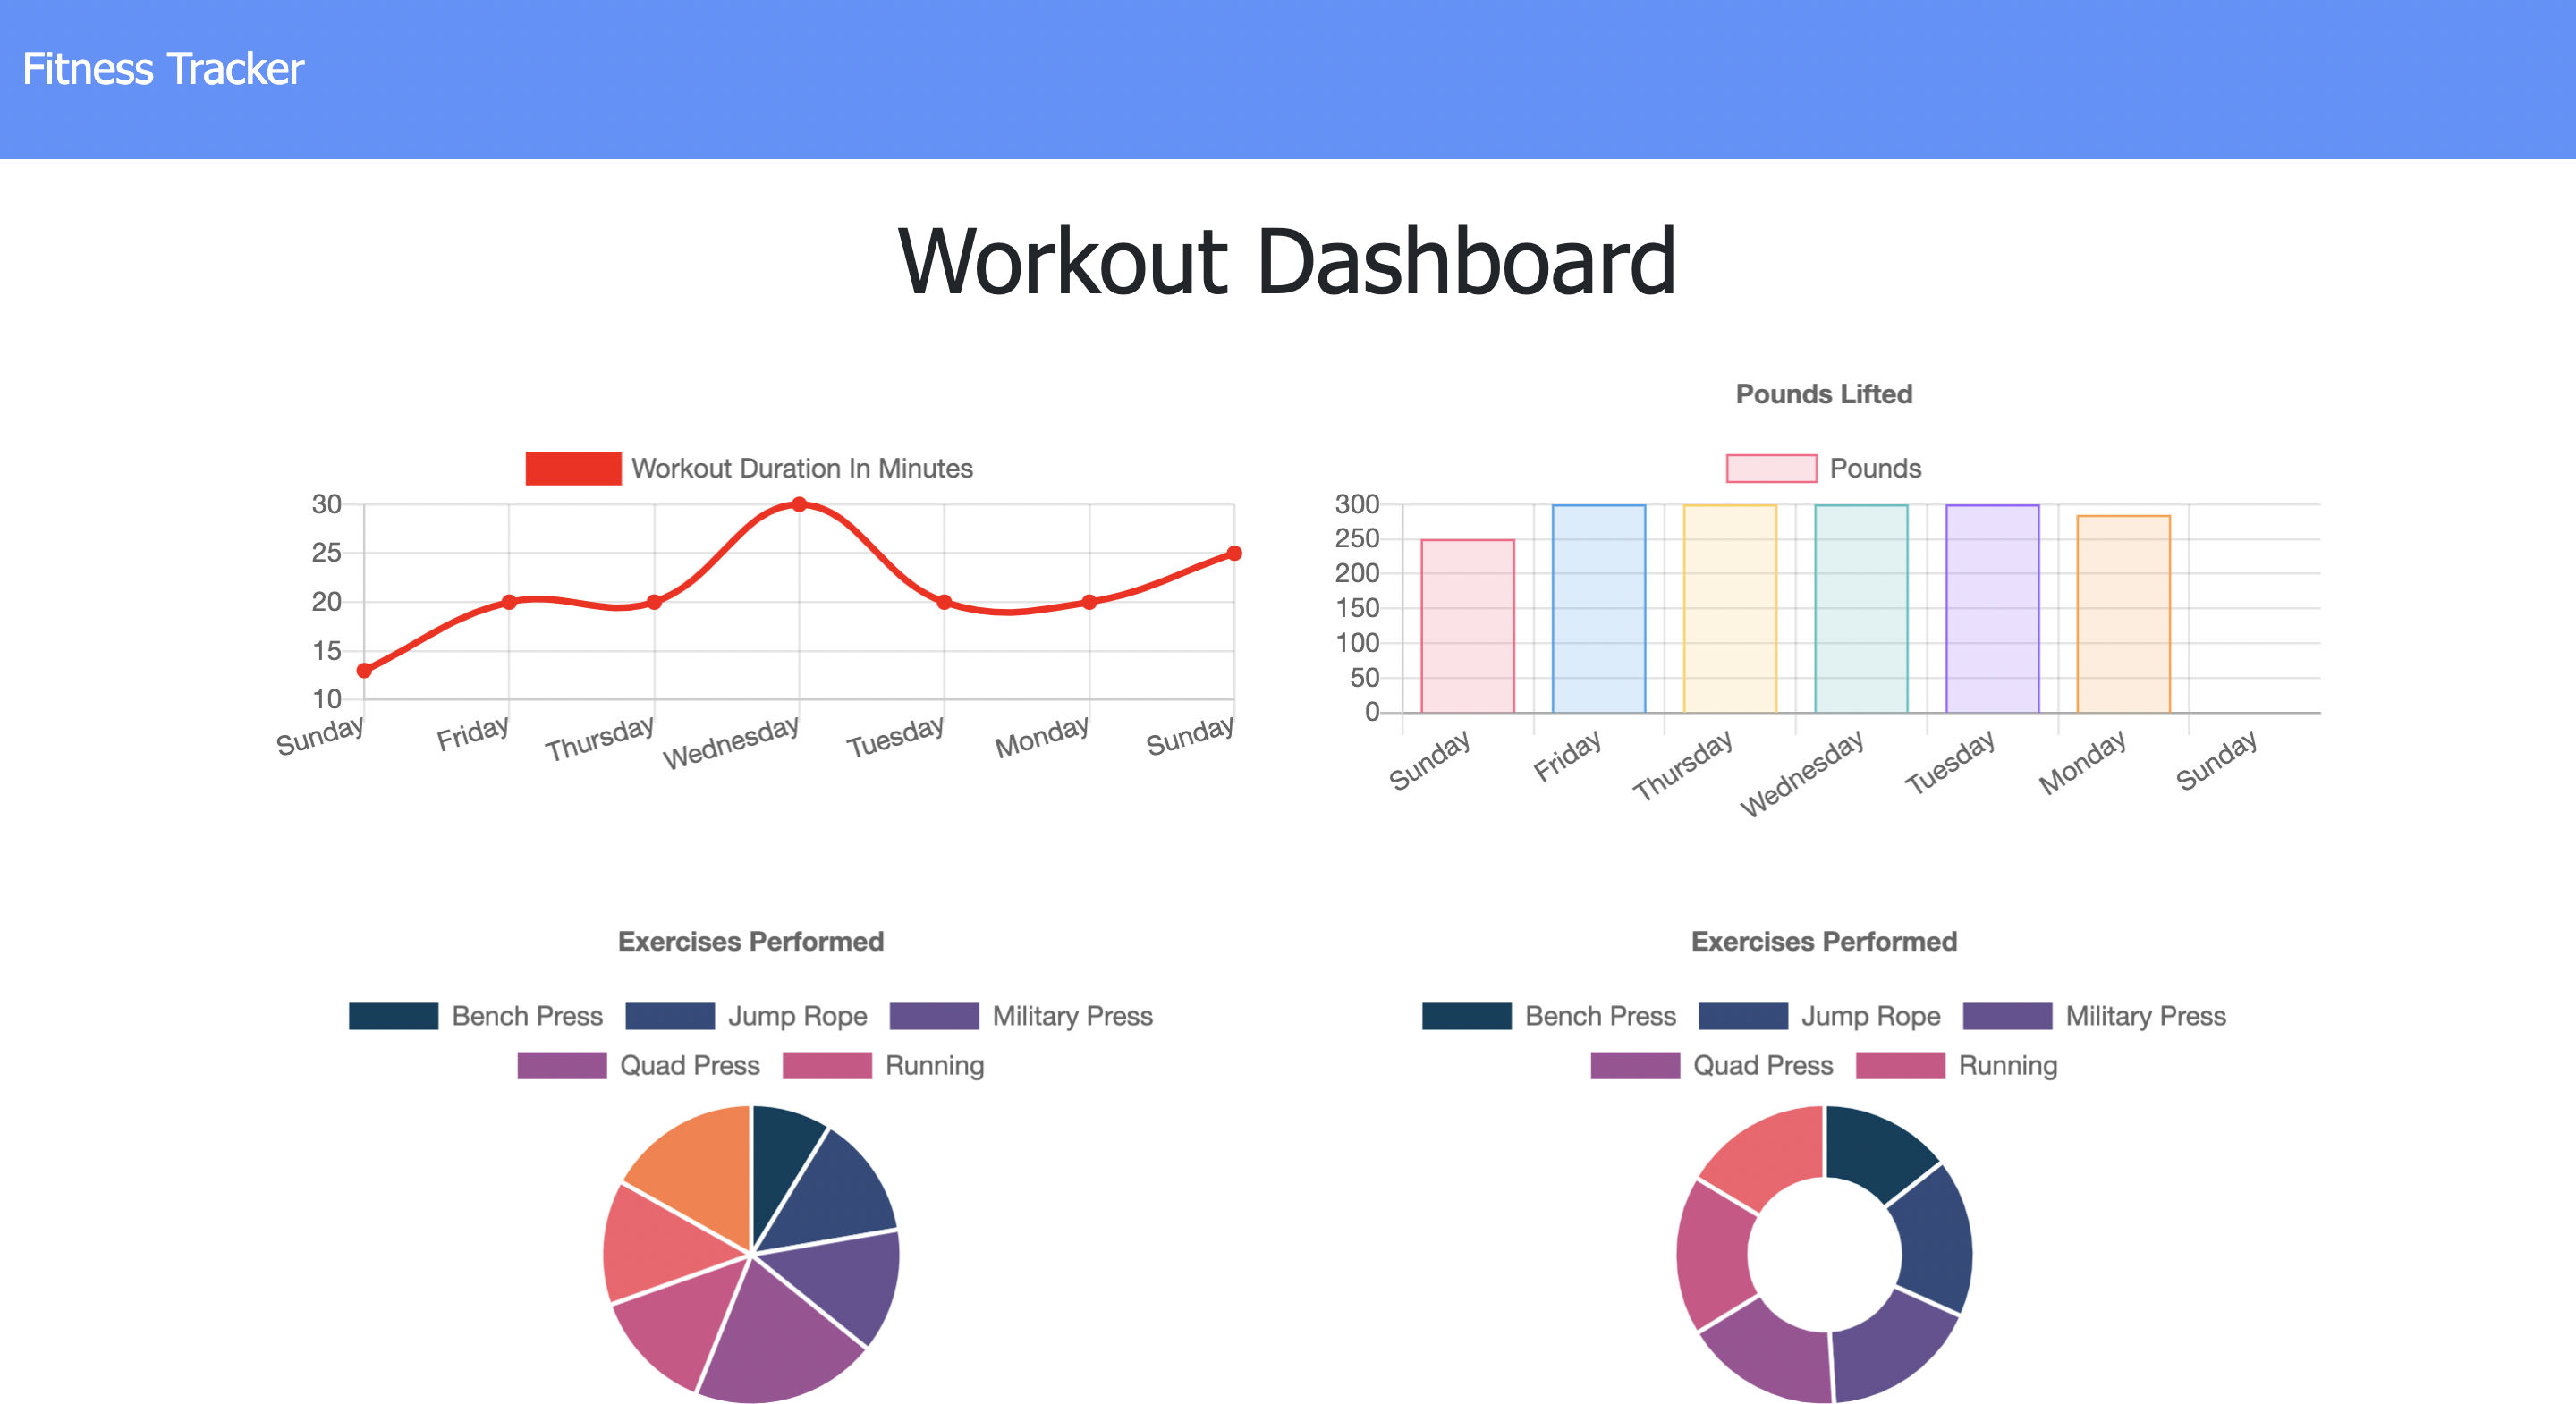 Fitness Tracker
Workout Dashboard
Workout Duration In Minutes
30
25
20
15
10
Sunday Friday Thursday Wednesday Tuesday Monday Sunday
Pounds Lifted
Pounds
300
250
200
150
100
50
0
Sunday Friday Thursday Wednesday Tuesday Monday Sunday
Exercises Performed
Bench Press Jump Rope Military Press
Quad Press Running
Exercises Performed
Bench Press Jump Rope Military Press
Quad Press Running